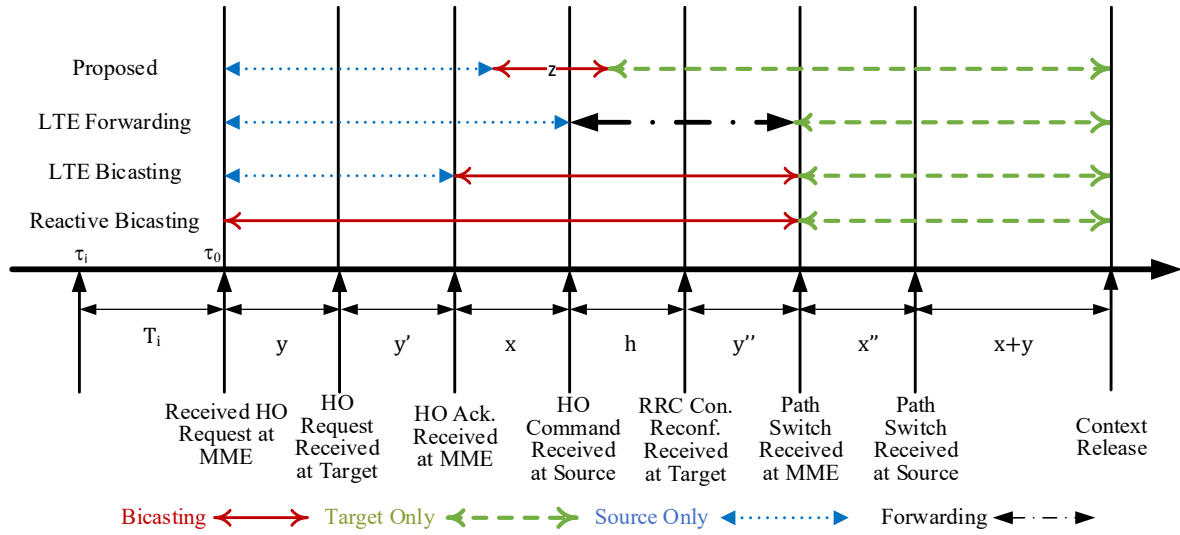 Proposed
z
LTE Forwarding
LTE Bicasting
Reactive Bicasting
τi
τ0
Ti
y
y'
x
h
y''
x''
x+y
Received HO
Request at
MME
HO
Request
Received
at Target
HO Ack.
Received
at MME
HO
Command
Received
at Source
RRC Con.
Reconf.
Received
at Target
Path
Switch
Received
at MME
Path
Switch
Received
at Source
Context
Release
Bicasting
Target Only
Source Only
Forwarding